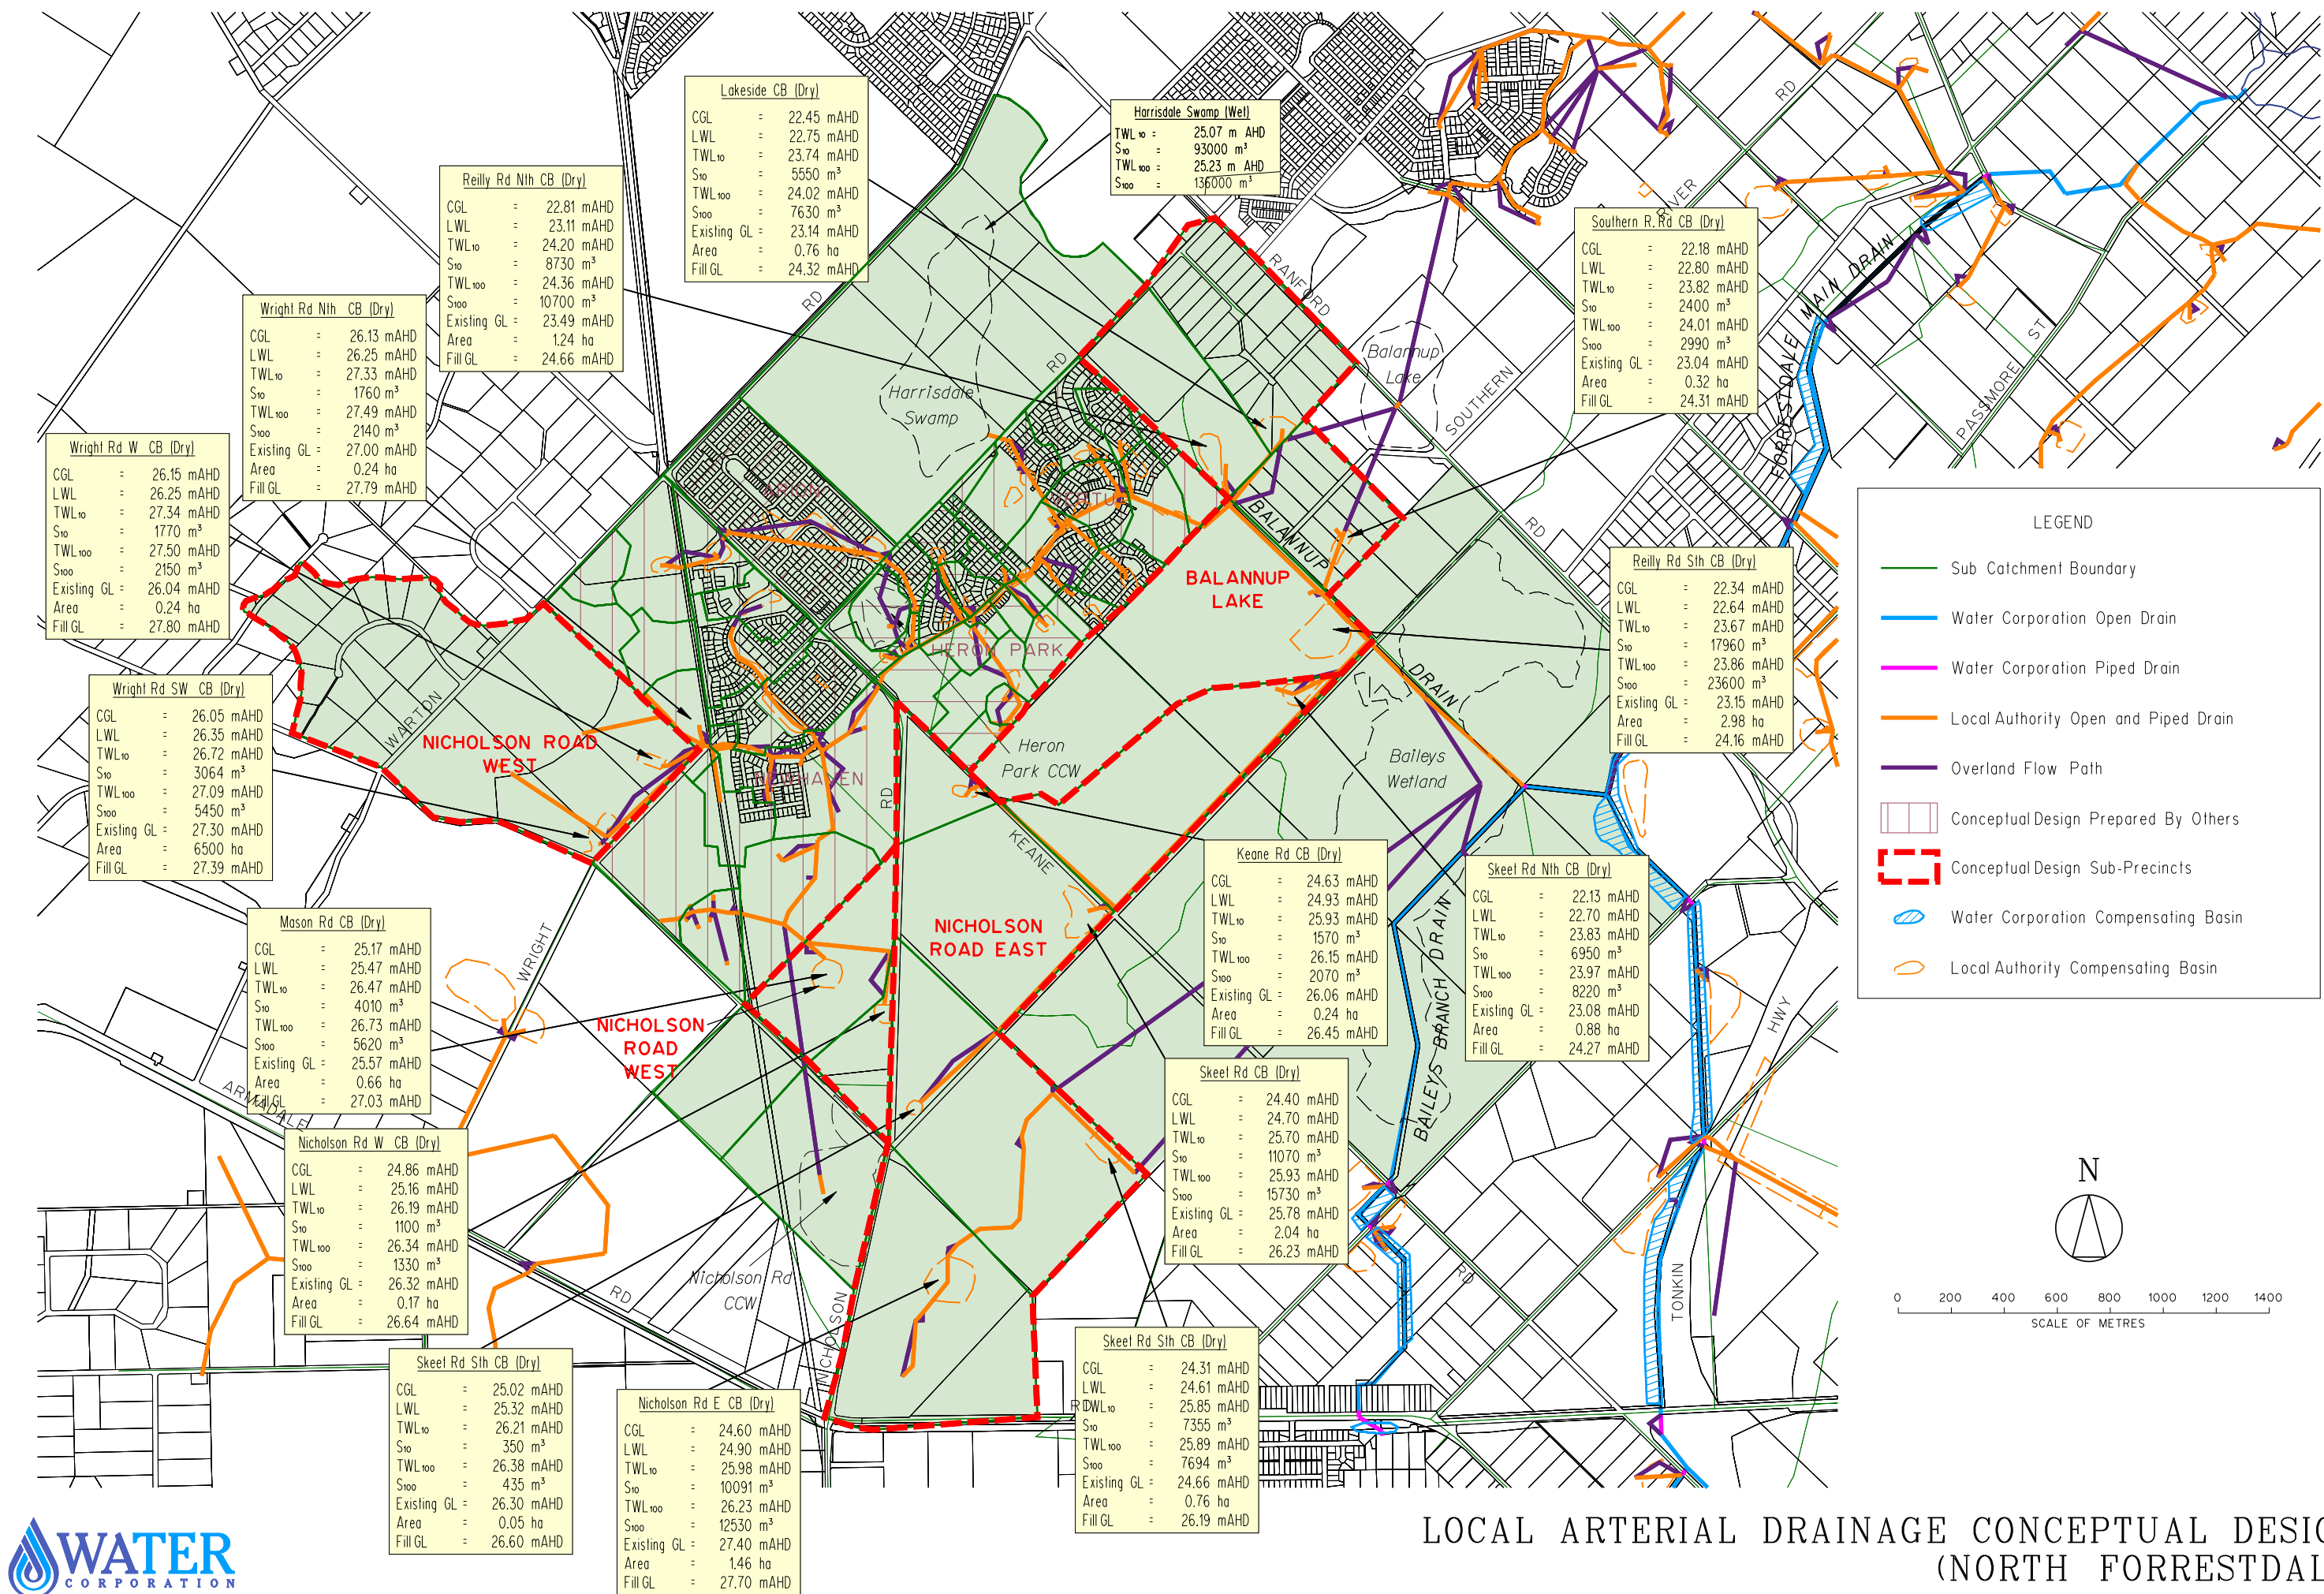 Lakeside CB (Dry)
CGL = 22.45 mAHD
LWL = 22.75 mAHD
TWL10 = 23.74 mAHD
S10 = 5550 m³
TWL100 = 24.02 mAHD
S100 = 7630 m³
Existing GL = 23.14 mAHD
Area = 0.76 ha
Fill GL = 24.32 mAHD
Harrisdale Swamp (Wet)
TWL10 = 25.07 m AHD
S10 = 93000 m³
TWL100 = 25.23 m AHD
S100 = 136000 m³
Reilly Rd Nth CB (Dry)
CGL = 22.81 mAHD
LWL = 23.11 mAHD
TWL10 = 24.20 mAHD
S10 = 8730 m³
TWL100 = 24.36 mAHD
S100 = 10700 m³
Existing GL = 23.49 mAHD
Area = 1.24 ha
Fill GL = 24.66 mAHD
Southern R. Rd CB (Dry)
CGL = 22.18 mAHD
LWL = 22.80 mAHD
TWL10 = 23.82 mAHD
S10 = 2400 m³
TWL100 = 24.01 mAHD
S100 = 2990 m³
Existing GL = 23.04 mAHD
Area = 0.32 ha
Fill GL = 24.31 mAHD
Wright Rd Nth CB (Dry)
CGL = 26.13 mAHD
LWL = 26.25 mAHD
TWL10 = 27.33 mAHD
S10 = 1760 m³
TWL100 = 27.49 mAHD
S100 = 2140 m³
Existing GL = 27.00 mAHD
Area = 0.24 ha
Fill GL = 27.79 mAHD
Wright Rd W CB (Dry)
CGL = 26.15 mAHD
LWL = 26.25 mAHD
TWL10 = 27.34 mAHD
S10 = 1770 m³
TWL100 = 27.50 mAHD
S100 = 2150 m³
Existing GL = 26.04 mAHD
Area = 0.24 ha
Fill GL = 27.80 mAHD
Wright Rd SW CB (Dry)
CGL = 26.05 mAHD
LWL = 26.35 mAHD
TWL10 = 26.72 mAHD
S10 = 3064 m³
TWL100 = 27.09 mAHD
S100 = 5450 m³
Existing GL = 27.30 mAHD
Area = 6500 ha
Fill GL = 27.39 mAHD
Reilly Rd Sth CB (Dry)
CGL = 22.34 mAHD
LWL = 22.64 mAHD
TWL10 = 23.67 mAHD
S10 = 17960 m³
TWL100 = 23.86 mAHD
S100 = 23600 m³
Existing GL = 23.15 mAHD
Area = 2.98 ha
Fill GL = 24.16 mAHD
Mason Rd CB (Dry)
CGL = 25.17 mAHD
LWL = 25.47 mAHD
TWL10 = 26.47 mAHD
S10 = 4010 m³
TWL100 = 26.73 mAHD
S100 = 5620 m³
Existing GL = 25.57 mAHD
Area = 0.66 ha
Fill GL = 27.03 mAHD
Keane Rd CB (Dry)
CGL = 24.63 mAHD
LWL = 24.93 mAHD
TWL10 = 25.93 mAHD
S10 = 1570 m³
TWL100 = 26.15 mAHD
S100 = 2070 m³
Existing GL = 26.06 mAHD
Area = 0.24 ha
Fill GL = 26.45 mAHD
Skeet Rd Nth CB (Dry)
CGL = 22.13 mAHD
LWL = 22.70 mAHD
TWL10 = 23.83 mAHD
S10 = 6950 m³
TWL100 = 23.97 mAHD
S100 = 8220 m³
Existing GL = 23.08 mAHD
Area = 0.88 ha
Fill GL = 24.27 mAHD
Skeet Rd CB (Dry)
CGL = 24.40 mAHD
LWL = 24.70 mAHD
TWL10 = 25.70 mAHD
S10 = 11070 m³
TWL100 = 25.93 mAHD
S100 = 15730 m³
Existing GL = 25.78 mAHD
Area = 2.04 ha
Fill GL = 26.23 mAHD
Nicholson Rd W CB (Dry)
CGL = 24.86 mAHD
LWL = 25.16 mAHD
TWL10 = 26.19 mAHD
S10 = 1100 m³
TWL100 = 26.34 mAHD
S100 = 1330 m³
Existing GL = 26.32 mAHD
Area = 0.17 ha
Fill GL = 26.64 mAHD
Skeet Rd Sth CB (Dry)
CGL = 25.02 mAHD
LWL = 25.32 mAHD
TWL10 = 26.21 mAHD
S10 = 350 m³
TWL100 = 26.38 mAHD
S100 = 435 m³
Existing GL = 26.30 mAHD
Area = 0.05 ha
Fill GL = 26.60 mAHD
Nicholson Rd E CB (Dry)
CGL = 24.60 mAHD
LWL = 24.90 mAHD
TWL10 = 25.98 mAHD
S10 = 10091 m³
TWL100 = 26.23 mAHD
S100 = 12530 m³
Existing GL = 27.40 mAHD
Area = 1.46 ha
Fill GL = 27.70 mAHD
Skeet Rd Sth CB (Dry)
CGL = 24.31 mAHD
LWL = 24.61 mAHD
TWL10 = 25.85 mAHD
S10 = 7355 m³
TWL100 = 25.89 mAHD
S100 = 7694 m³
Existing GL = 24.66 mAHD
Area = 0.76 ha
Fill GL = 26.19 mAHD
RD
RD
RIVER
RANFORD
RD
Balannup
Lake
SOUTHERN
RD
FORRESTDALE MAIN DRAIN
PASSMORE ST
Harrisdale
Swamp
BALANNUP
DRAIN
BALANNUP
LAKE
HERON PARK
Heron
Park CCW
Baileys
Wetland
WARTON
NICHOLSON ROAD
WEST
NEWHAVEN
RD
KEANE
NICHOLSON
ROAD EAST
NICHOLSON
ROAD
WEST
WRIGHT
ARMADALE
RD
BAILEYS BRANCH DRAIN
HWY
TONKIN
RD
Nicholson Rd
CCW
NICHOLSON
RD
LEGEND
Sub Catchment Boundary
Water Corporation Open Drain
Water Corporation Piped Drain
Local Authority Open and Piped Drain
Overland Flow Path
Conceptual Design Prepared By Others
Conceptual Design Sub-Precincts
Water Corporation Compensating Basin
Local Authority Compensating Basin
N
0 200 400 600 800 1000 1200 1400
SCALE OF METRES
WATER
CORPORATION
LOCAL ARTERIAL DRAINAGE CONCEPTUAL DESIG
(NORTH FORRESTDAL